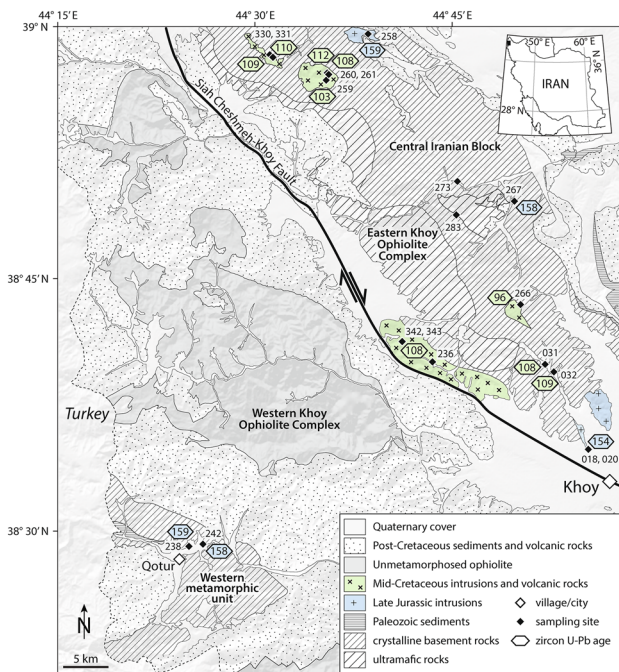 44°15'E
44°30'E
44°45'E
39°N
330, 331
110
109
112
108
159
258
260, 261
103
259
50° E
60° E
36° N
IRAN
28° N
Siah Cheshmeh-Khoy Fault
Central Iranian Block
273
267
158
283
Eastern Khoy
Ophiolite
Complex
38°45'N
96
266
342, 343
108
236
108
031
109
032
Turkey
Western Khoy
Ophiolite Complex
154
018, 020
Khoy
38°30'N
159
242
238
158
Qotur
Western
metamorphic
unit
N
5 km
Quaternary cover
Post-Cretaceous sediments and volcanic rocks
Unmetamorphosed ophiolite
Mid-Cretaceous intrusions and volcanic rocks
Late Jurassic intrusions
village/city
Paleozoic sediments
sampling site
crystalline basement rocks
zircon U-Pb age
ultramafic rocks